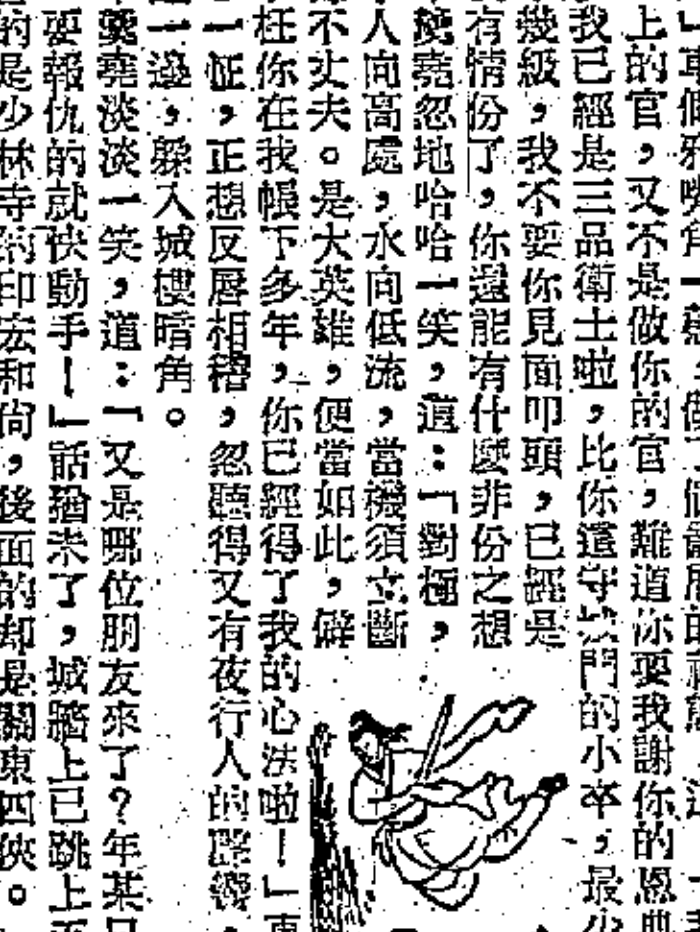 上的官，又不是做你的官，難道你要我謝你的恩典
我已經是三品衛士啦，比你還守城門的小卒，最少
幾級，我不要你見面叩頭，已經是
有情份了，你還能有什麼非份之想
羹堯忽地哈哈一笑，道：「對極，
人向高處，水向低流，當機須立斷
不丈夫。是大英雄，便當如此，
枉你在我帳下多年，你已經得了我的心法啦！」
一怔，正想反唇相稽，忽聽得又有夜行人的聲響，
一邊，躲入城樓暗角。
羹堯淡淡一笑，道：「又是哪位朋友來了？年某
要報仇的就快動手！」話猶未了，城牆上已跳上
的是少林寺的印宏和尙，後面的却是關東四俠。